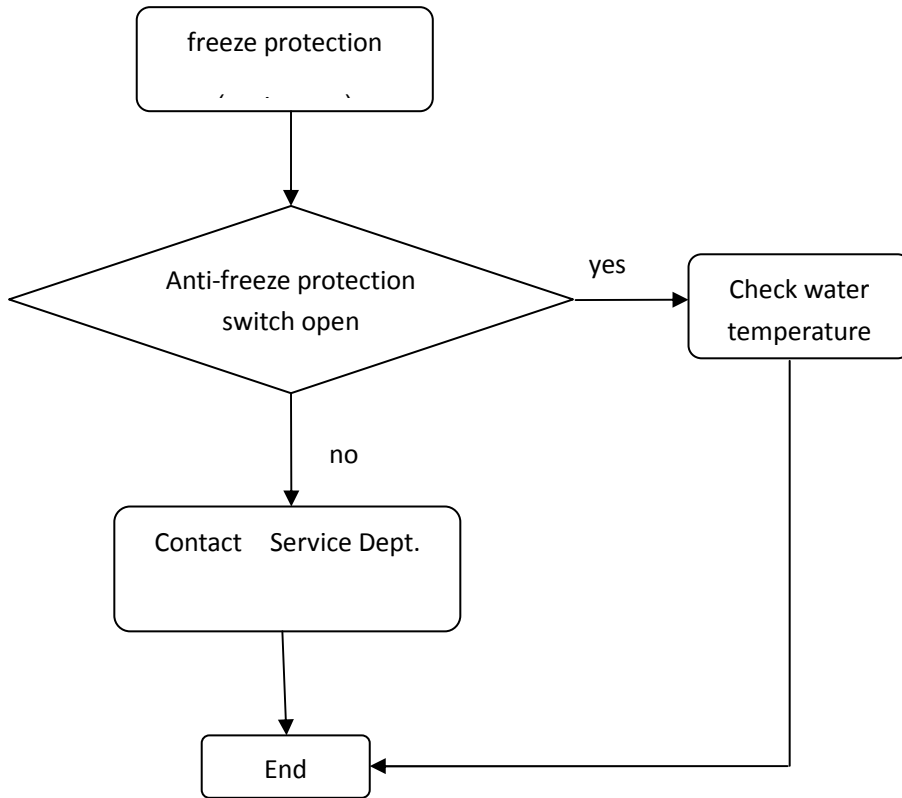 freeze protection
Anti-freeze protection
switch open
yes
Check water
temperature
no
Contact Service Dept.
End